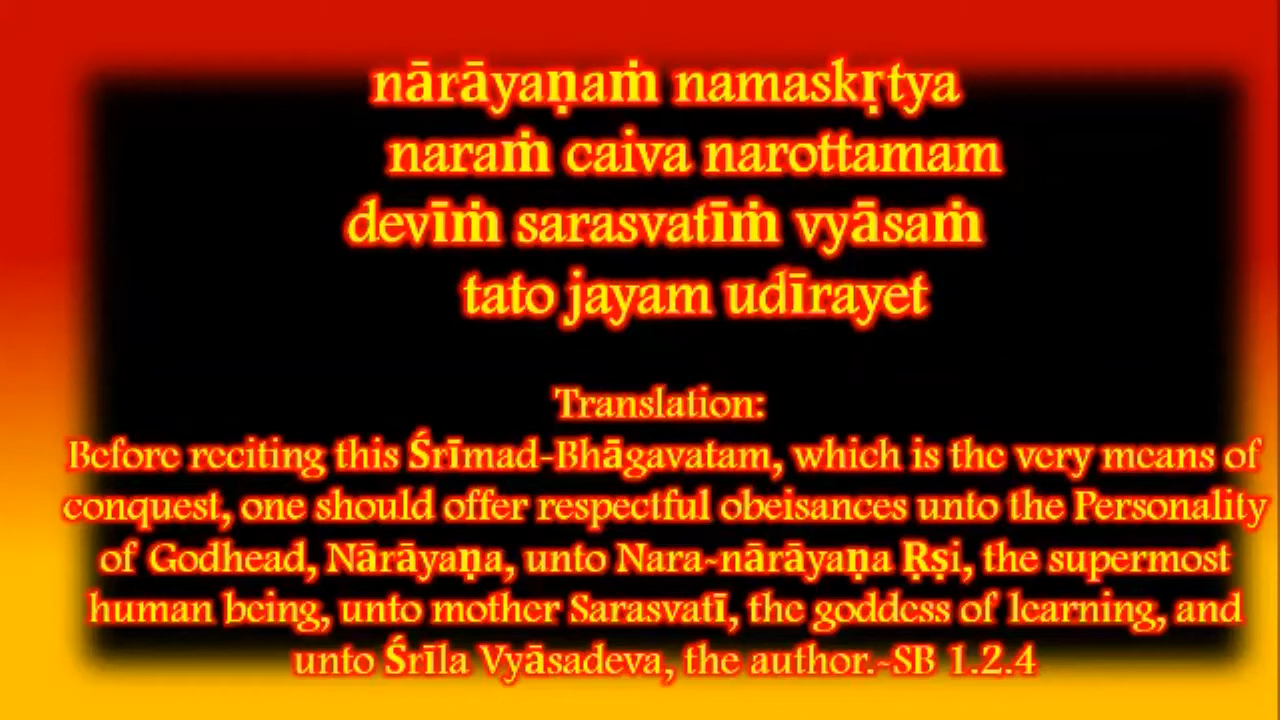 nārāyaṇaṁ namaskṛtya
naraṁ caiva narottamam
devīṁ sarasvatīṁ vyāsaṁ
tato jayam udīrayet
Translation:
Before reciting this Śrīmad-Bhāgavatam, which is the very means of
conquest, one should offer respectful obeisances unto the Personality
of Godhead, Nārāyaṇa, unto Nara-nārāyaṇa Ṛṣi, the supermost
human being, unto mother Sarasvatī, the goddess of learning, and
unto Śrīla Vyāsadeva, the author.-SB 1.2.4